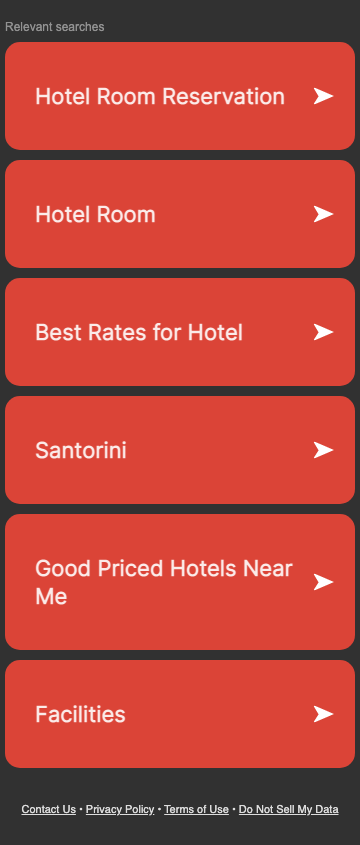 Relevant searches
Hotel Room Reservation
Hotel Room
Best Rates for Hotel
Santorini
Good Priced Hotels Near
Me
Facilities
Contact Us • Privacy Policy • Terms of Use • Do Not Sell My Data